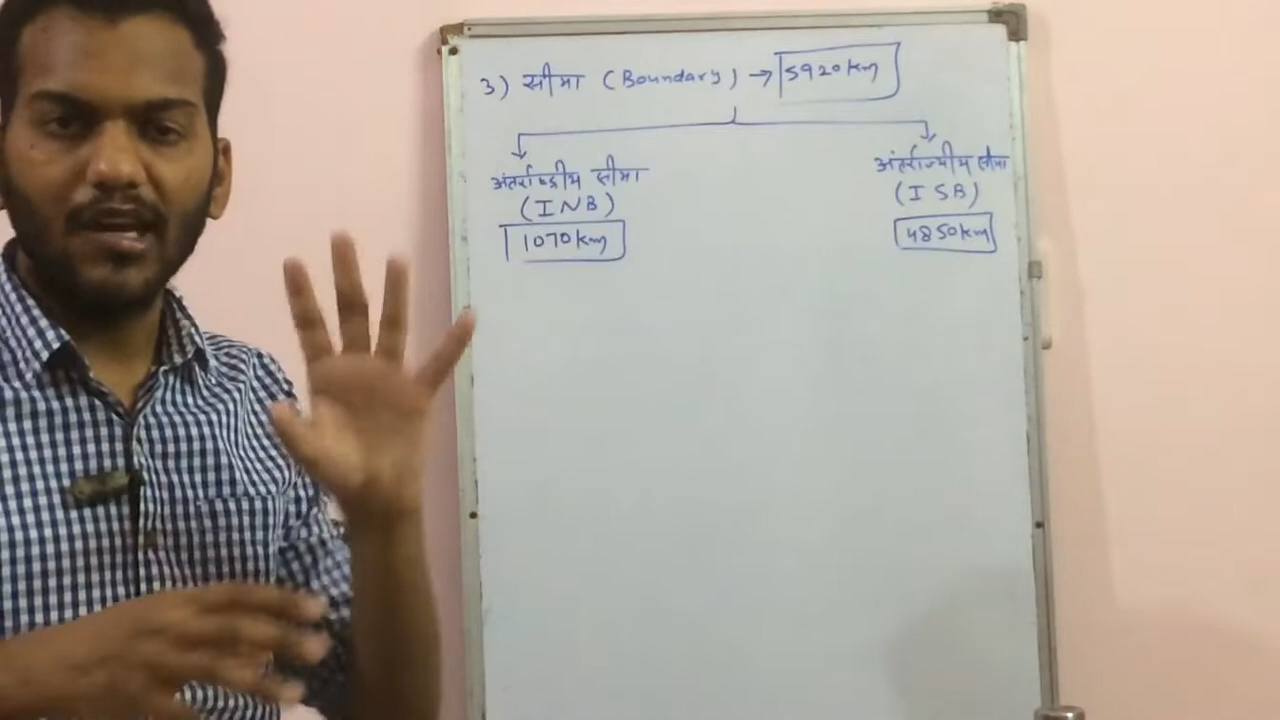 3) सीमा (Boundary) → 5920 km
अंतर्राष्ट्रीय सीमा
(INB)
1070 km
अंतर्राज्यीय सीमा
(ISB)
4850 km